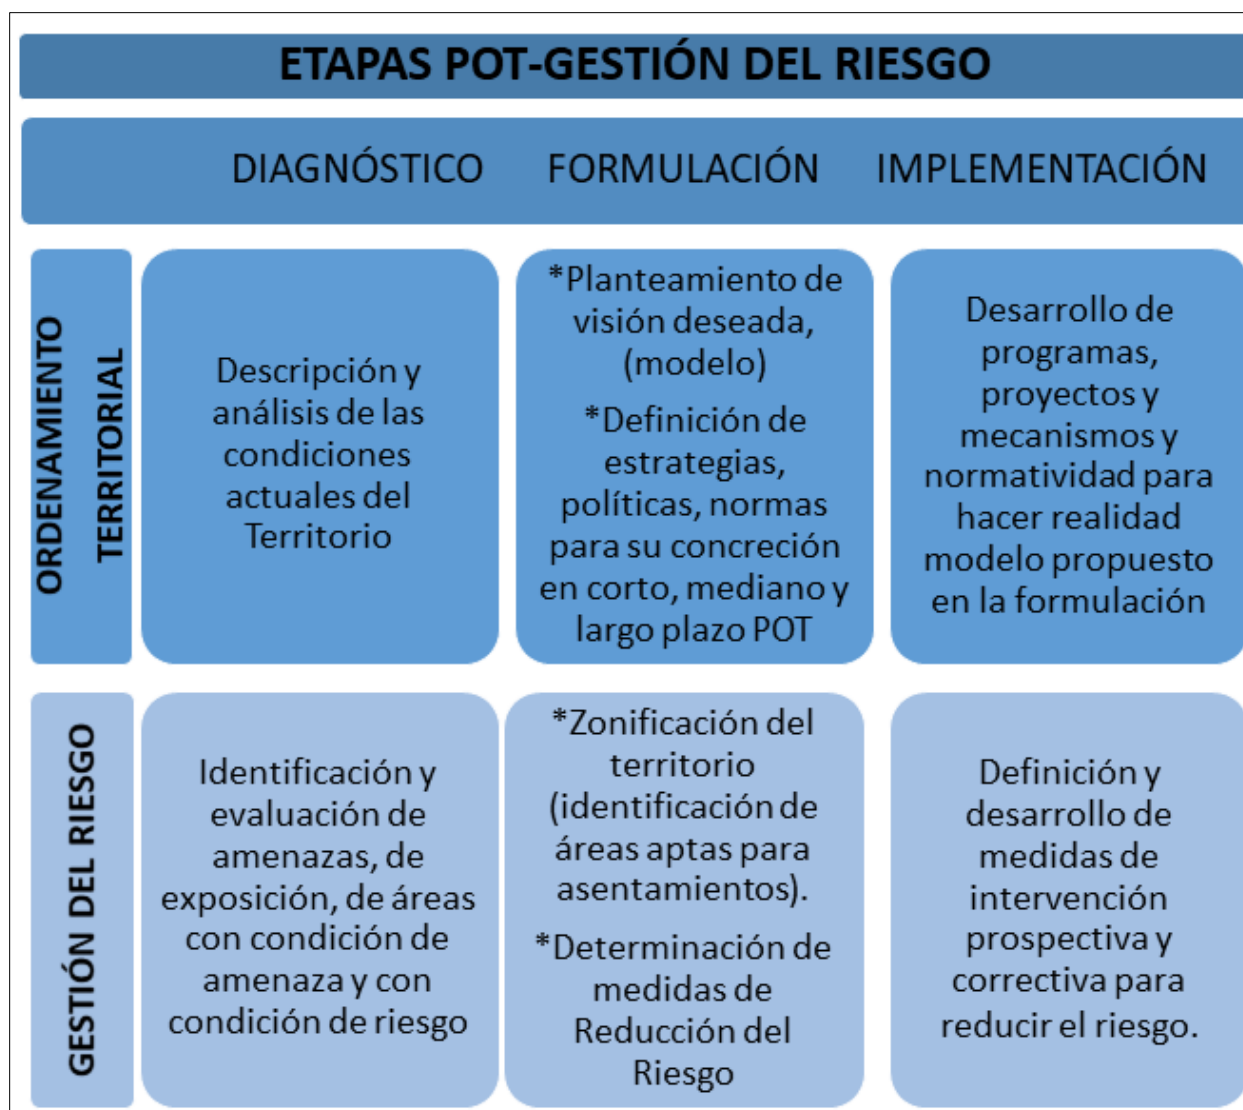 ETAPAS POT-GESTIÓN DEL RIESGO
DIAGNÓSTICO
FORMULACIÓN
IMPLEMENTACIÓN
ORDENAMIENTO
TERRITORIAL
Descripción y
análisis de las
condiciones
actuales del
Territorio
*Planteamiento de
visión deseada,
(modelo)
*Definición de
estrategias,
políticas, normas
para su concreción
en corto, mediano y
largo plazo POT
Desarrollo de
programas,
proyectos y
mecanismos y
normatividad para
hacer realidad
modelo propuesto
en la formulación
GESTIÓN DEL RIESGO
Identificación y
evaluación de
amenazas, de
exposición, de áreas
con condición de
amenaza y con
condición de riesgo
*Zonificación del
territorio
(identificación de
áreas aptas para
asentamientos).
*Determinación de
medidas de
Reducción del
Riesgo
Definición y
desarrollo de
medidas de
intervención
prospectiva y
correctiva para
reducir el riesgo.